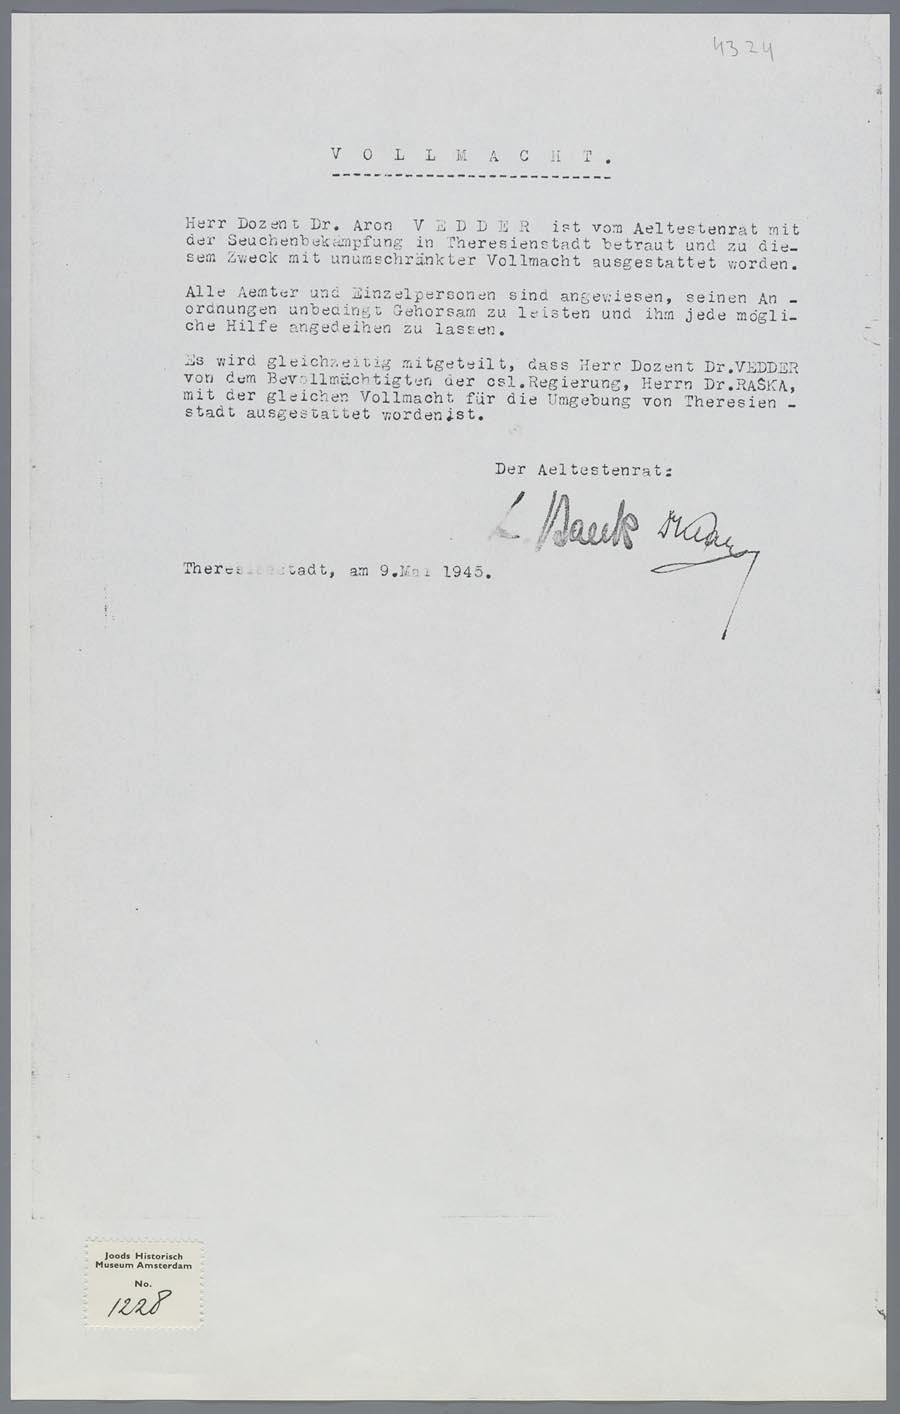 4324
V O L L M A C H T .
Herr Dozent Dr. Aron V E D D E R ist vom Aeltestenrat mit
der Seuchenbekämpfung in Theresienstadt betraut und zu die-
sem Zweck mit unumschränkter Vollmacht ausgestattet worden.
Alle Aemter und Einzelpersonen sind angewiesen, seinen An -
ordnungen unbedingt Gehorsam zu leisten und ihm jede mögli-
che Hilfe angedeihen zu lassen.
Es wird gleichzeitig mitgeteilt, dass Herr Dozent Dr.VEDDER
von dem Bevollmächtigten der csl.Regierung, Herrn Dr.RAŠKA,
mit der gleichen Vollmacht für die Umgebung von Theresien -
stadt ausgestattet worden ist.
Der Aeltestenrat:
L. Baeck
Theresienstadt, am 9.Mai 1945.
Joods Historisch
Museum Amsterdam
No.
1228